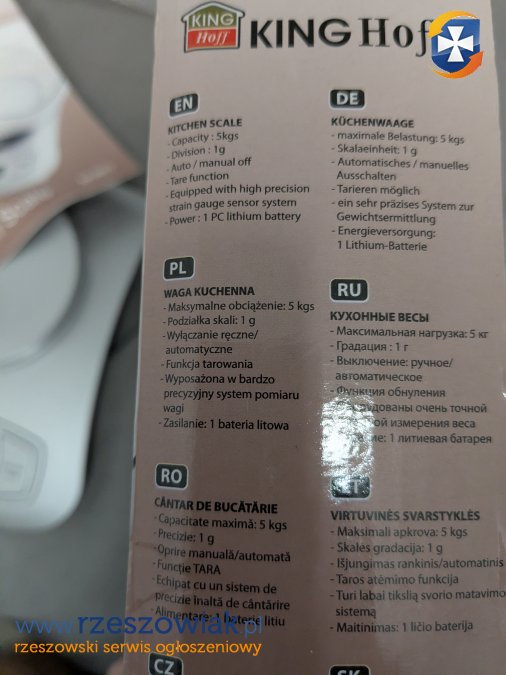 KING
Hoff
KING Hof
EN
KITCHEN SCALE
- Capacity : 5kgs
- Division : 1g
- Auto / manual off
- Tare function
- Equipped with high precision
strain gauge sensor system
- Power : 1 PC lithium battery
DE
KÜCHENWAAGE
- maximale Belastung: 5 kgs
- Skalaeinheit: 1 g
- Automatisches / manuelles
Ausschalten
- Tarieren möglich
- ein sehr präzises System zur
Gewichtsermittlung
- Energieversorgung:
1 Lithium-Batterie
PL
WAGA KUCHENNA
- Maksymalne obciążenie: 5 kgs
- Podziałka skali: 1 g
- Wyłączanie ręczne/
automatyczne
- Funkcja tarowania
- Wyposażona w bardzo
precyzyjny system pomiaru
wagi
- Zasilanie: 1 bateria litowa
RU
КУХОННЫЕ ВЕСЫ
- Максимальная нагрузка: 5 кг
- Градация : 1 г
- Выключение: ручное/
автоматическое
- Функция обнуления
очень точной
измерения веса
1 литиевая батарея
RO
CÂNTAR DE BUCĂTĂRIE
- Capacitate maximă: 5 kgs
- Precizie: 1 g
- Oprire manuală/automată
- Funcție TARA
- Echipat cu un sistem de
precizie înaltă de cântărire
- Alimentare: 1 baterie litiu
LT
VIRTUVINĖS SVARSTYKLĖS
- Maksimali apkrova: 5 kgs
- Skalės gradacija: 1 g
- Išjungimas rankinis/automatinis
- Taros atėmimo funkcija
- Turi labai tikslią svorio matavimo
sistemą
- Maitinimas: 1 ličio baterija
CZ
SK
www.rzeszowiak.pl
rzeszowski serwis ogłoszeniowy